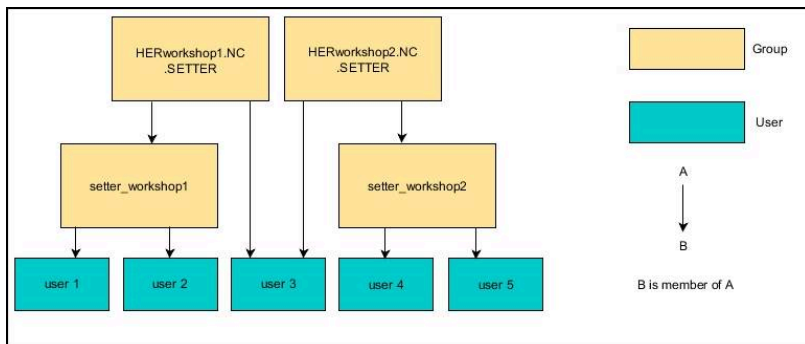 HERworkshop1.NC
.SETTER
HERworkshop2.NC
.SETTER
Group
User
setter_workshop1
setter_workshop2
A
B
user 1
user 2
user 3
user 4
user 5
B is member of A